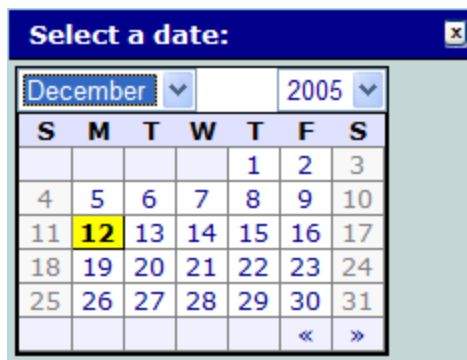 Select a date: x
December 2005
S M T W T F S
1 2 3
4 5 6 7 8 9 10
11 12 13 14 15 16 17
18 19 20 21 22 23 24
25 26 27 28 29 30 31
« »